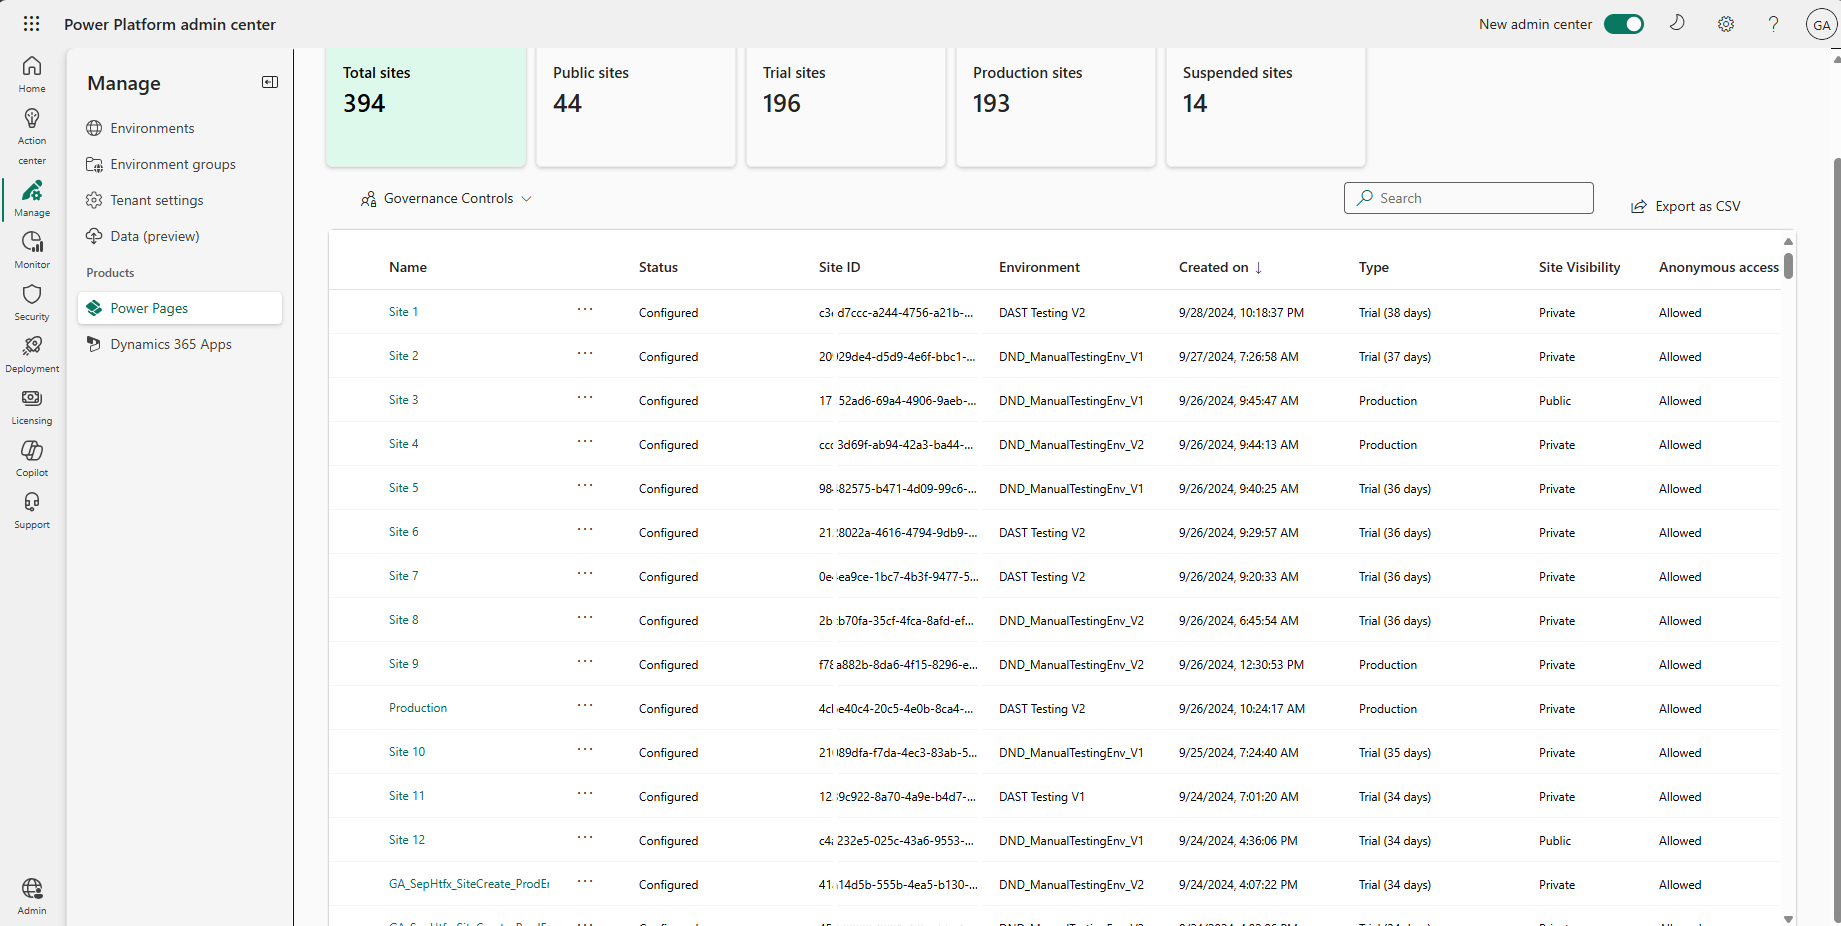 Power Platform admin center
New admin center
GA
Home
Action
center
Manage
Monitor
Security
Deployment
Licensing
Copilot
Support
Admin
Manage
Environments
Environment groups
Tenant settings
Data (preview)
Products
Power Pages
Dynamics 365 Apps
Total sites
394
Public sites
44
Trial sites
196
Production sites
193
Suspended sites
14
Governance Controls
Search
Export as CSV
Name Status Site ID Environment Created on ↓ Type Site Visibility Anonymous access
Site 1 ... Configured d7ccc-a244-4756-a21b-... DAST Testing V2 9/28/2024, 10:18:37 PM Trial (38 days) Private Allowed
Site 2 ... Configured 29de4-d5d9-4e6f-bbc1-... DND_ManualTestingEnv_V1 9/27/2024, 7:26:58 AM Trial (37 days) Private Allowed
Site 3 ... Configured 17 52ad6-69a4-4906-9aeb-... DND_ManualTestingEnv_V1 9/26/2024, 9:45:47 AM Production Public Allowed
Site 4 ... Configured 3d69f-ab94-42a3-ba44-... DND_ManualTestingEnv_V2 9/26/2024, 9:44:13 AM Production Private Allowed
Site 5 ... Configured 82575-b471-4d09-99c6-... DND_ManualTestingEnv_V1 9/26/2024, 9:40:25 AM Trial (36 days) Private Allowed
Site 6 ... Configured 8022a-4616-4794-9db9-... DAST Testing V2 9/26/2024, 9:29:57 AM Trial (36 days) Private Allowed
Site 7 ... Configured ea9ce-1bc7-4b3f-9477-5... DAST Testing V2 9/26/2024, 9:20:33 AM Trial (36 days) Private Allowed
Site 8 ... Configured b70fa-35cf-4fca-8afd-ef... DND_ManualTestingEnv_V2 9/26/2024, 6:45:54 AM Trial (36 days) Private Allowed
Site 9 ... Configured a882b-8da6-4f15-8296-e... DND_ManualTestingEnv_V2 9/26/2024, 12:30:53 PM Production Private Allowed
Production ... Configured e40c4-20c5-4e0b-8ca4-... DAST Testing V2 9/26/2024, 10:24:17 AM Production Private Allowed
Site 10 ... Configured 089dfa-f7da-4ec3-83ab-5... DND_ManualTestingEnv_V1 9/25/2024, 7:24:40 AM Trial (35 days) Private Allowed
Site 11 ... Configured 9c922-8a70-4a9e-b4d7-... DAST Testing V1 9/24/2024, 7:01:20 AM Trial (34 days) Private Allowed
Site 12 ... Configured 232e5-025c-43a6-9553-... DND_ManualTestingEnv_V1 9/24/2024, 4:36:06 PM Trial (34 days) Public Allowed
GA_SepHtfx_SiteCreate_ProdEr ... Configured 14d5b-555b-4ea5-b130-... DND_ManualTestingEnv_V2 9/24/2024, 4:07:22 PM Trial (34 days) Private Allowed